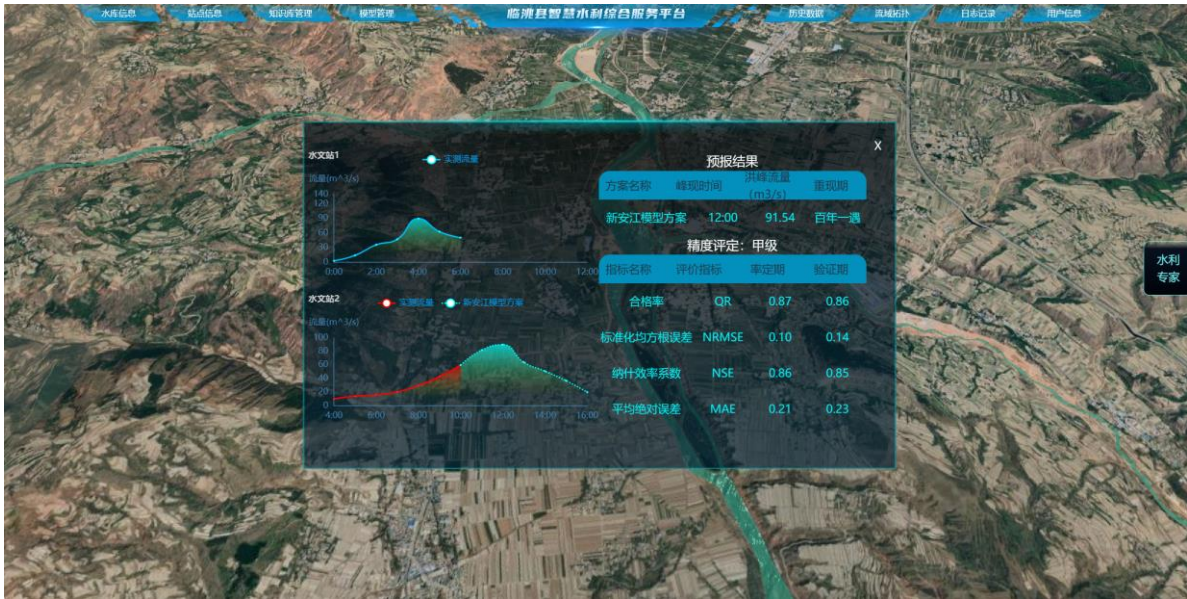 水库信息 站点信息 知识库管理 模型管理 临洮县智慧水利综合服务平台 历史数据 流域拓扑 日志记录 用户信息
X
水文站1 实测流量
流量(m^3/s)
140
120
90
60
30
0
0:00 2:00 4:00 6:00 8:00 10:00 12:00
水文站2 实测流量 新安江模型方案
流量(m^3/s)
100
80
60
40
20
0
4:00 6:00 8:00 10:00 12:00 14:00 16:00
预报结果
方案名称 峰现时间 洪峰流量(m3/s) 重现期
新安江模型方案 12:00 91.54 百年一遇
精度评定：甲级
指标名称 评价指标 率定期 验证期
合格率 QR 0.87 0.86
标准化均方根误差 NRMSE 0.10 0.14
纳什效率系数 NSE 0.86 0.85
平均绝对误差 MAE 0.21 0.23
水利
专家